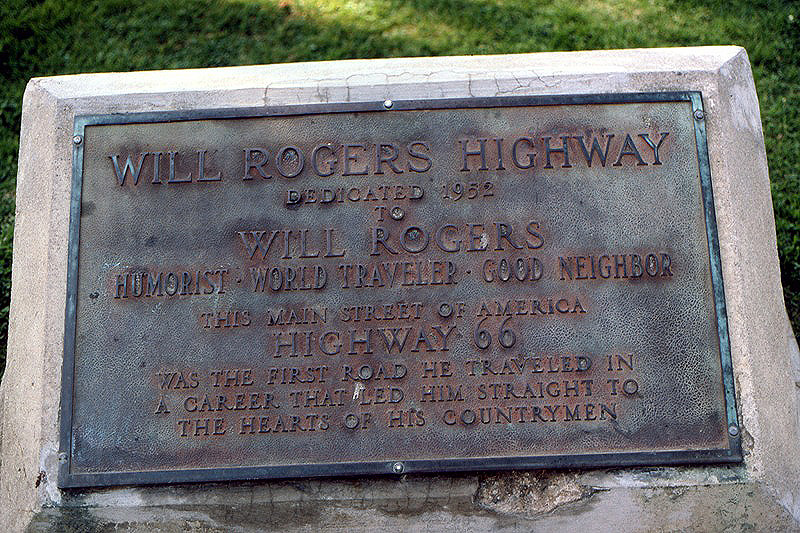 WILL ROGERS HIGHWAY
DEDICATED 1952
TO
WILL ROGERS
HUMORIST · WORLD TRAVELER · GOOD NEIGHBOR
THIS MAIN STREET OF AMERICA
HIGHWAY 66
WAS THE FIRST ROAD HE TRAVELED IN
A CAREER THAT LED HIM STRAIGHT TO
THE HEARTS OF HIS COUNTRYMEN